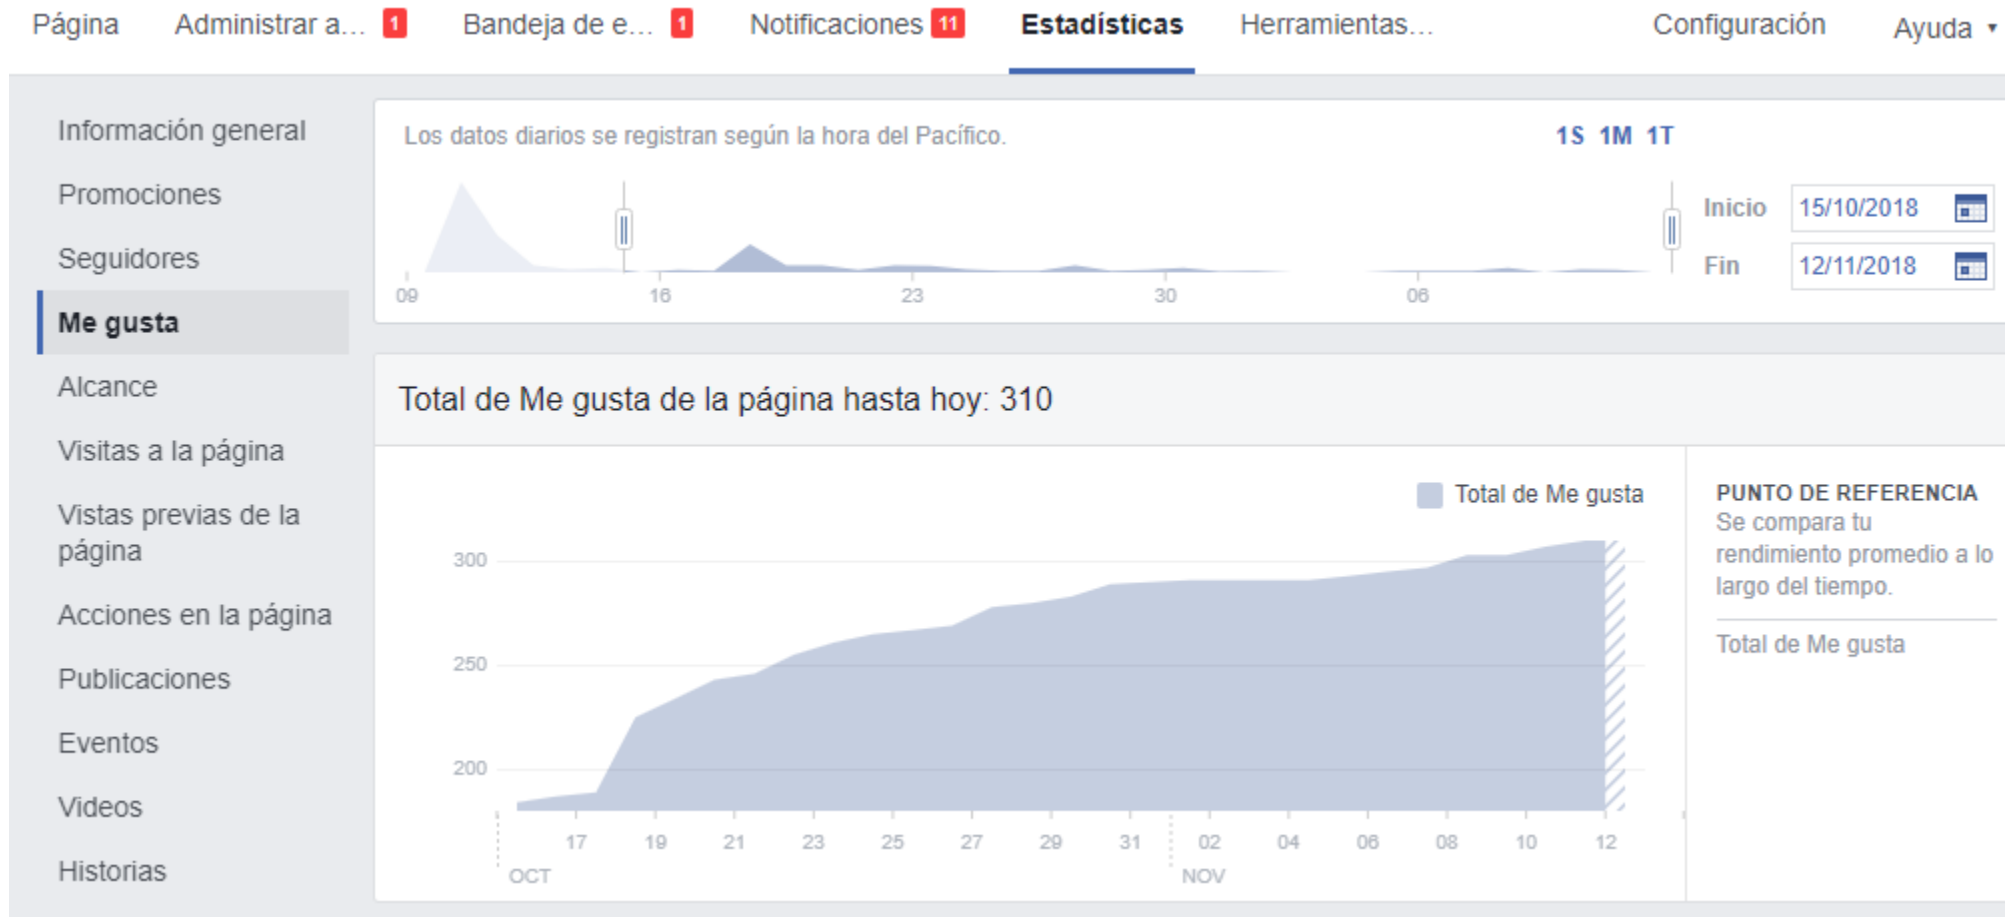 Página Administrar a... 1 Bandeja de e... 1 Notificaciones 11 Estadísticas Herramientas... Configuración Ayuda
Información general
Promociones
Seguidores
Me gusta
Alcance
Visitas a la página
Vistas previas de la
página
Acciones en la página
Publicaciones
Eventos
Videos
Historias
Los datos diarios se registran según la hora del Pacífico. 1S 1M 1T
Inicio 15/10/2018
Fin 12/11/2018
09 16 23 30 06
Total de Me gusta de la página hasta hoy: 310
Total de Me gusta
300
250
200
17 19 21 23 25 27 29 31 02 04 06 08 10 12
OCT NOV
PUNTO DE REFERENCIA
Se compara tu
rendimiento promedio a lo
largo del tiempo.
Total de Me gusta